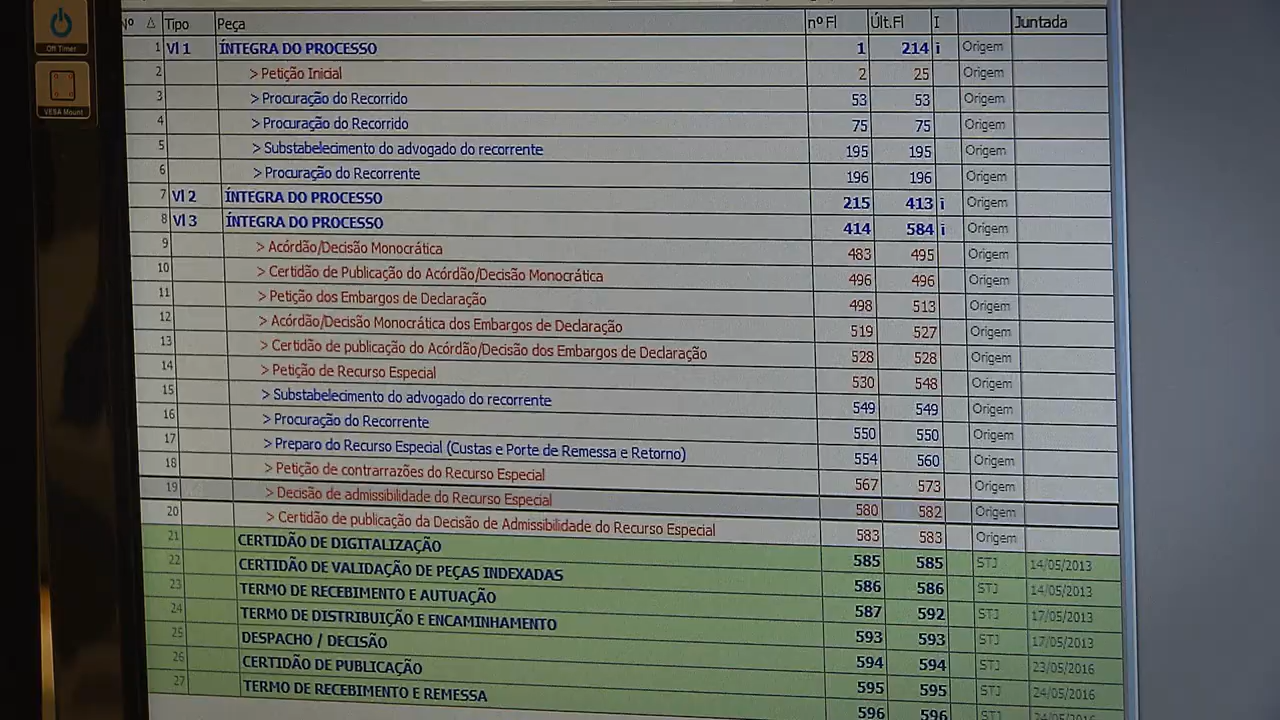 Off Timer
VESA Mount
Nº Tipo Peça nº Fl Últ.Fl I Juntada
1 Vl 1 ÍNTEGRA DO PROCESSO 1 214 i Origem
2 > Petição Inicial 2 25 Origem
3 > Procuração do Recorrido 53 53 Origem
4 > Procuração do Recorrido 75 75 Origem
5 > Substabelecimento do advogado do recorrente 195 195 Origem
6 > Procuração do Recorrente 196 196 Origem
7 Vl 2 ÍNTEGRA DO PROCESSO 215 413 i Origem
8 Vl 3 ÍNTEGRA DO PROCESSO 414 584 i Origem
9 > Acórdão/Decisão Monocrática 483 495 Origem
10 > Certidão de Publicação do Acórdão/Decisão Monocrática 496 496 Origem
11 > Petição dos Embargos de Declaração 498 513 Origem
12 > Acórdão/Decisão Monocrática dos Embargos de Declaração 519 527 Origem
13 > Certidão de publicação do Acórdão/Decisão dos Embargos de Declaração 528 528 Origem
14 > Petição de Recurso Especial 530 548 Origem
15 > Substabelecimento do advogado do recorrente 549 549 Origem
16 > Procuração do Recorrente 550 550 Origem
17 > Preparo do Recurso Especial (Custas e Porte de Remessa e Retorno) 554 560 Origem
18 > Petição de contrarrazões do Recurso Especial 567 573 Origem
19 > Decisão de admissibilidade do Recurso Especial 580 582 Origem
20 > Certidão de publicação da Decisão de Admissibilidade do Recurso Especial 583 583 Origem
21 CERTIDÃO DE DIGITALIZAÇÃO 585 585 STJ 14/05/2013
22 CERTIDÃO DE VALIDAÇÃO DE PEÇAS INDEXADAS 586 586 STJ 14/05/2013
23 TERMO DE RECEBIMENTO E AUTUAÇÃO 587 592 STJ 17/05/2013
24 TERMO DE DISTRIBUIÇÃO E ENCAMINHAMENTO 593 593 STJ 17/05/2013
25 DESPACHO / DECISÃO 594 594 STJ 23/05/2016
26 CERTIDÃO DE PUBLICAÇÃO 595 595 STJ 24/05/2016
27 TERMO DE RECEBIMENTO E REMESSA 596 596 STJ 24/05/2016